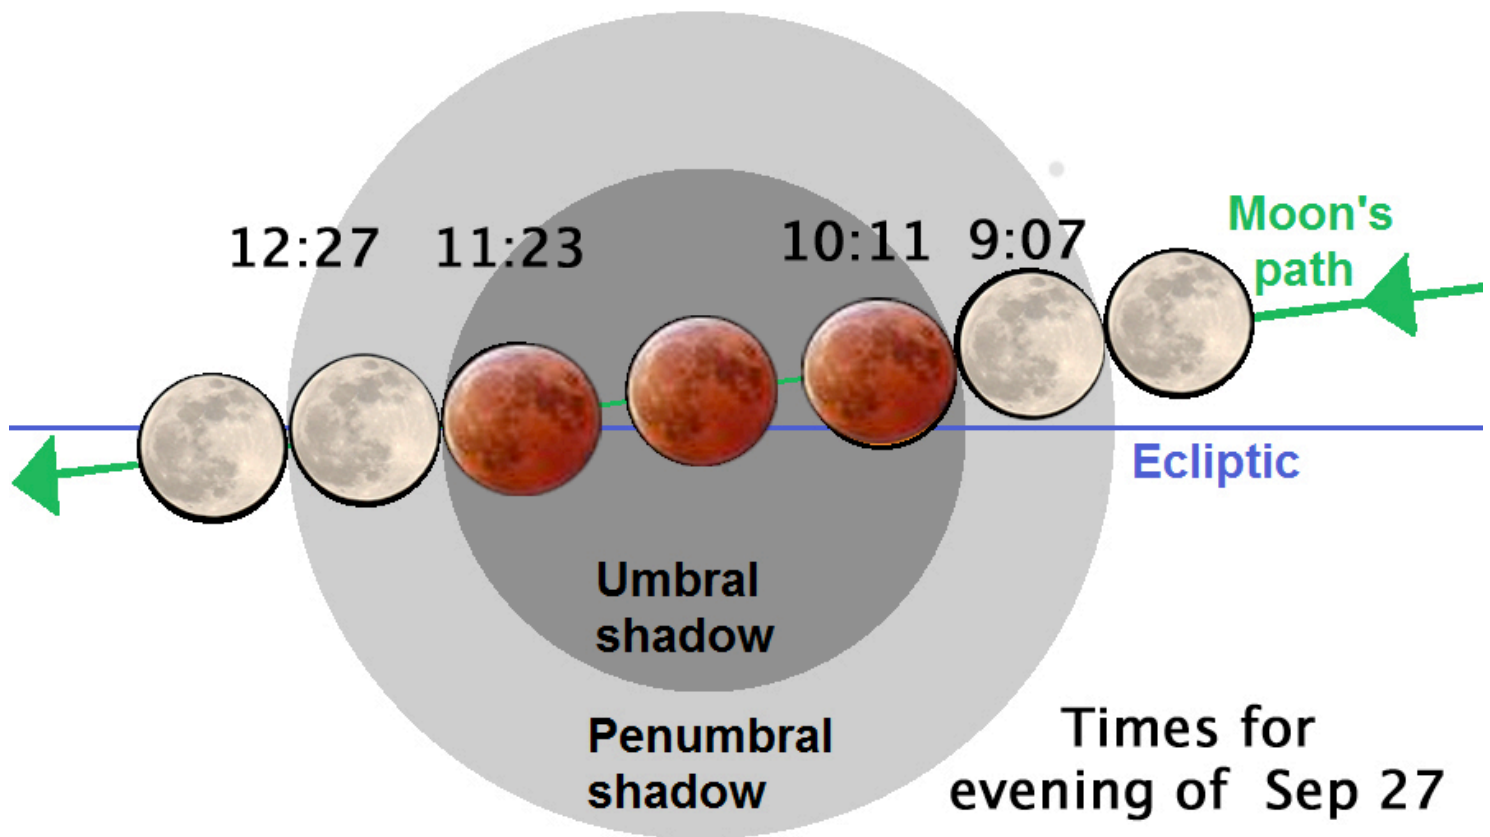 Moon's
path
12:27
11:23
10:11
9:07
Ecliptic
Umbral
shadow
Penumbral
shadow
Times for
evening of Sep 27